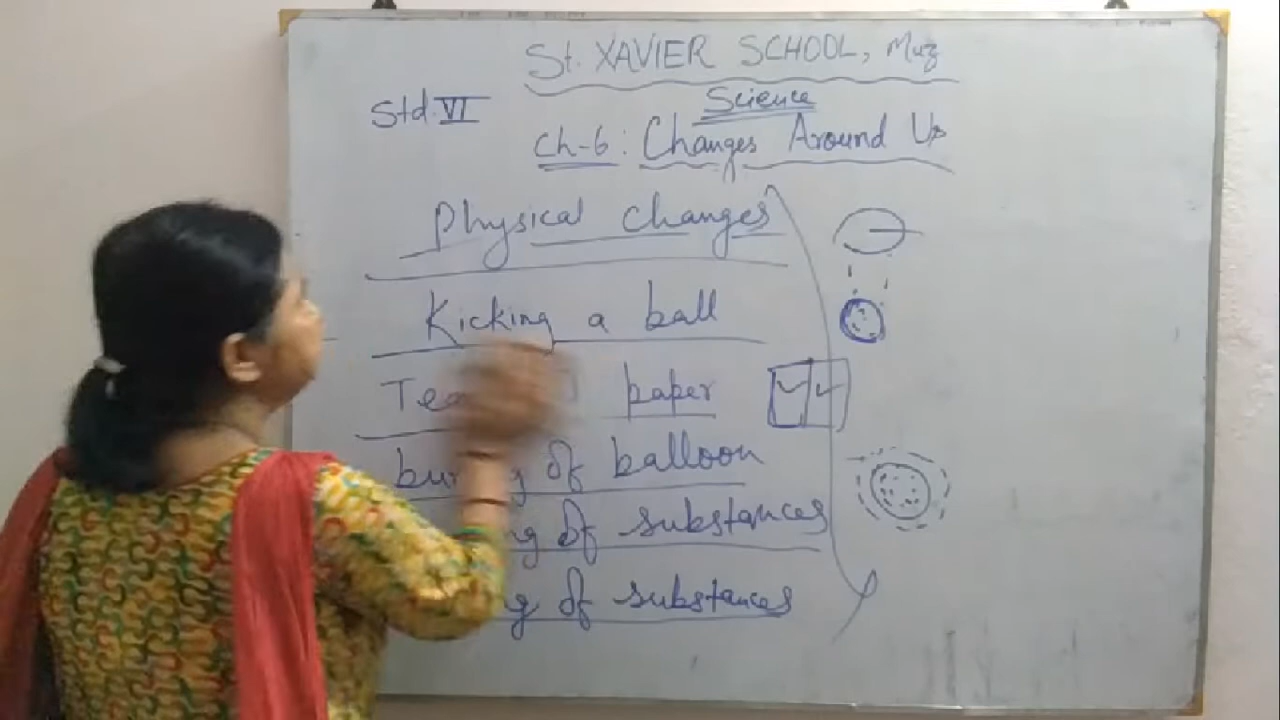 St. XAVIER SCHOOL, Muz
Std. VI
Science
Ch-6: Changes Around Us
Physical changes
Kicking a ball
paper
of balloon
of substances
of substances